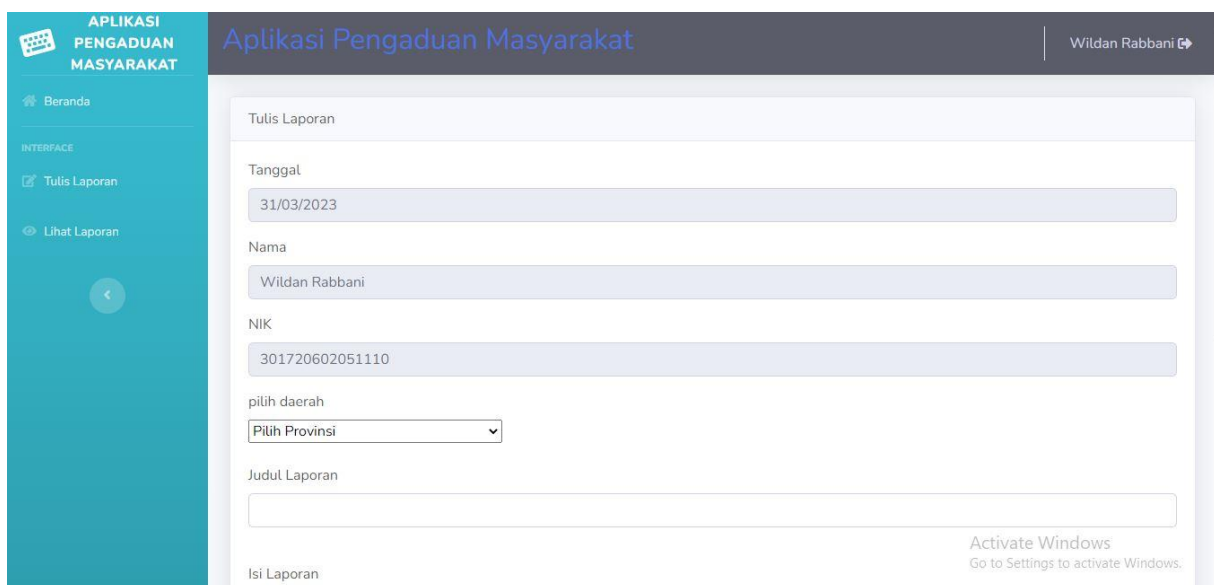 APLIKASI
PENGADUAN
MASYARAKAT
Beranda
INTERFACE
Tulis Laporan
Lihat Laporan
Aplikasi Pengaduan Masyarakat
Wildan Rabbani
Tulis Laporan
Tanggal
31/03/2023
Nama
Wildan Rabbani
NIK
301720602051110
pilih daerah
Pilih Provinsi
Judul Laporan
Isi Laporan
Activate Windows
Go to Settings to activate Windows.